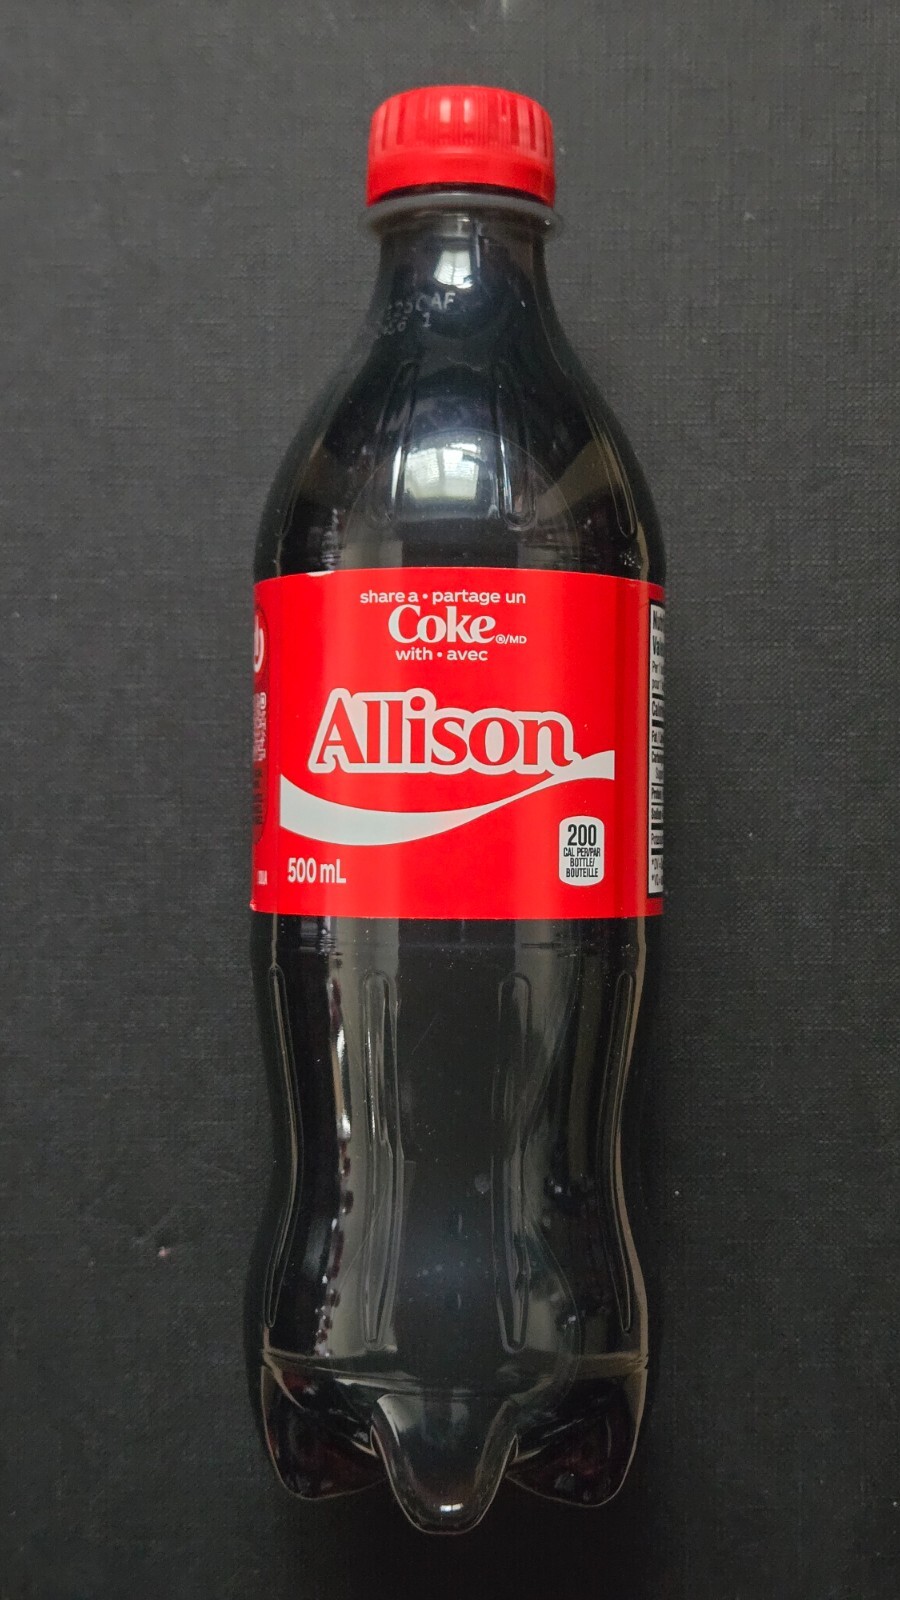 share a • partage un
Coke®/MD
with • avec
Allison
200
CAL PER/PAR
BOTTLE/
BOUTEILLE
500 mL